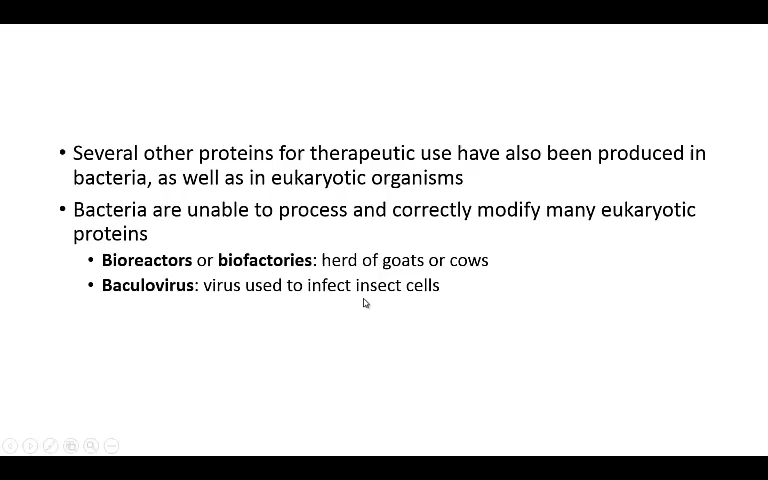 • Several other proteins for therapeutic use have also been produced in
bacteria, as well as in eukaryotic organisms
• Bacteria are unable to process and correctly modify many eukaryotic
proteins
• Bioreactors or biofactories: herd of goats or cows
• Baculovirus: virus used to infect insect cells